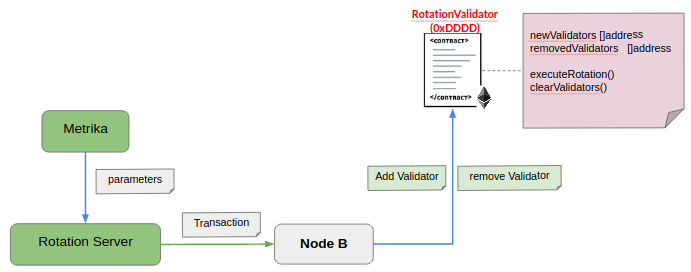 RotationValidator
(0xDDDD)
<CONTRACT>
</CONTRACT>
newValidators []address
removedValidators []address
executeRotation()
clearValidators()
Metrika
parameters
Add Validator
remove Validator
Rotation Server
Transaction
Node B